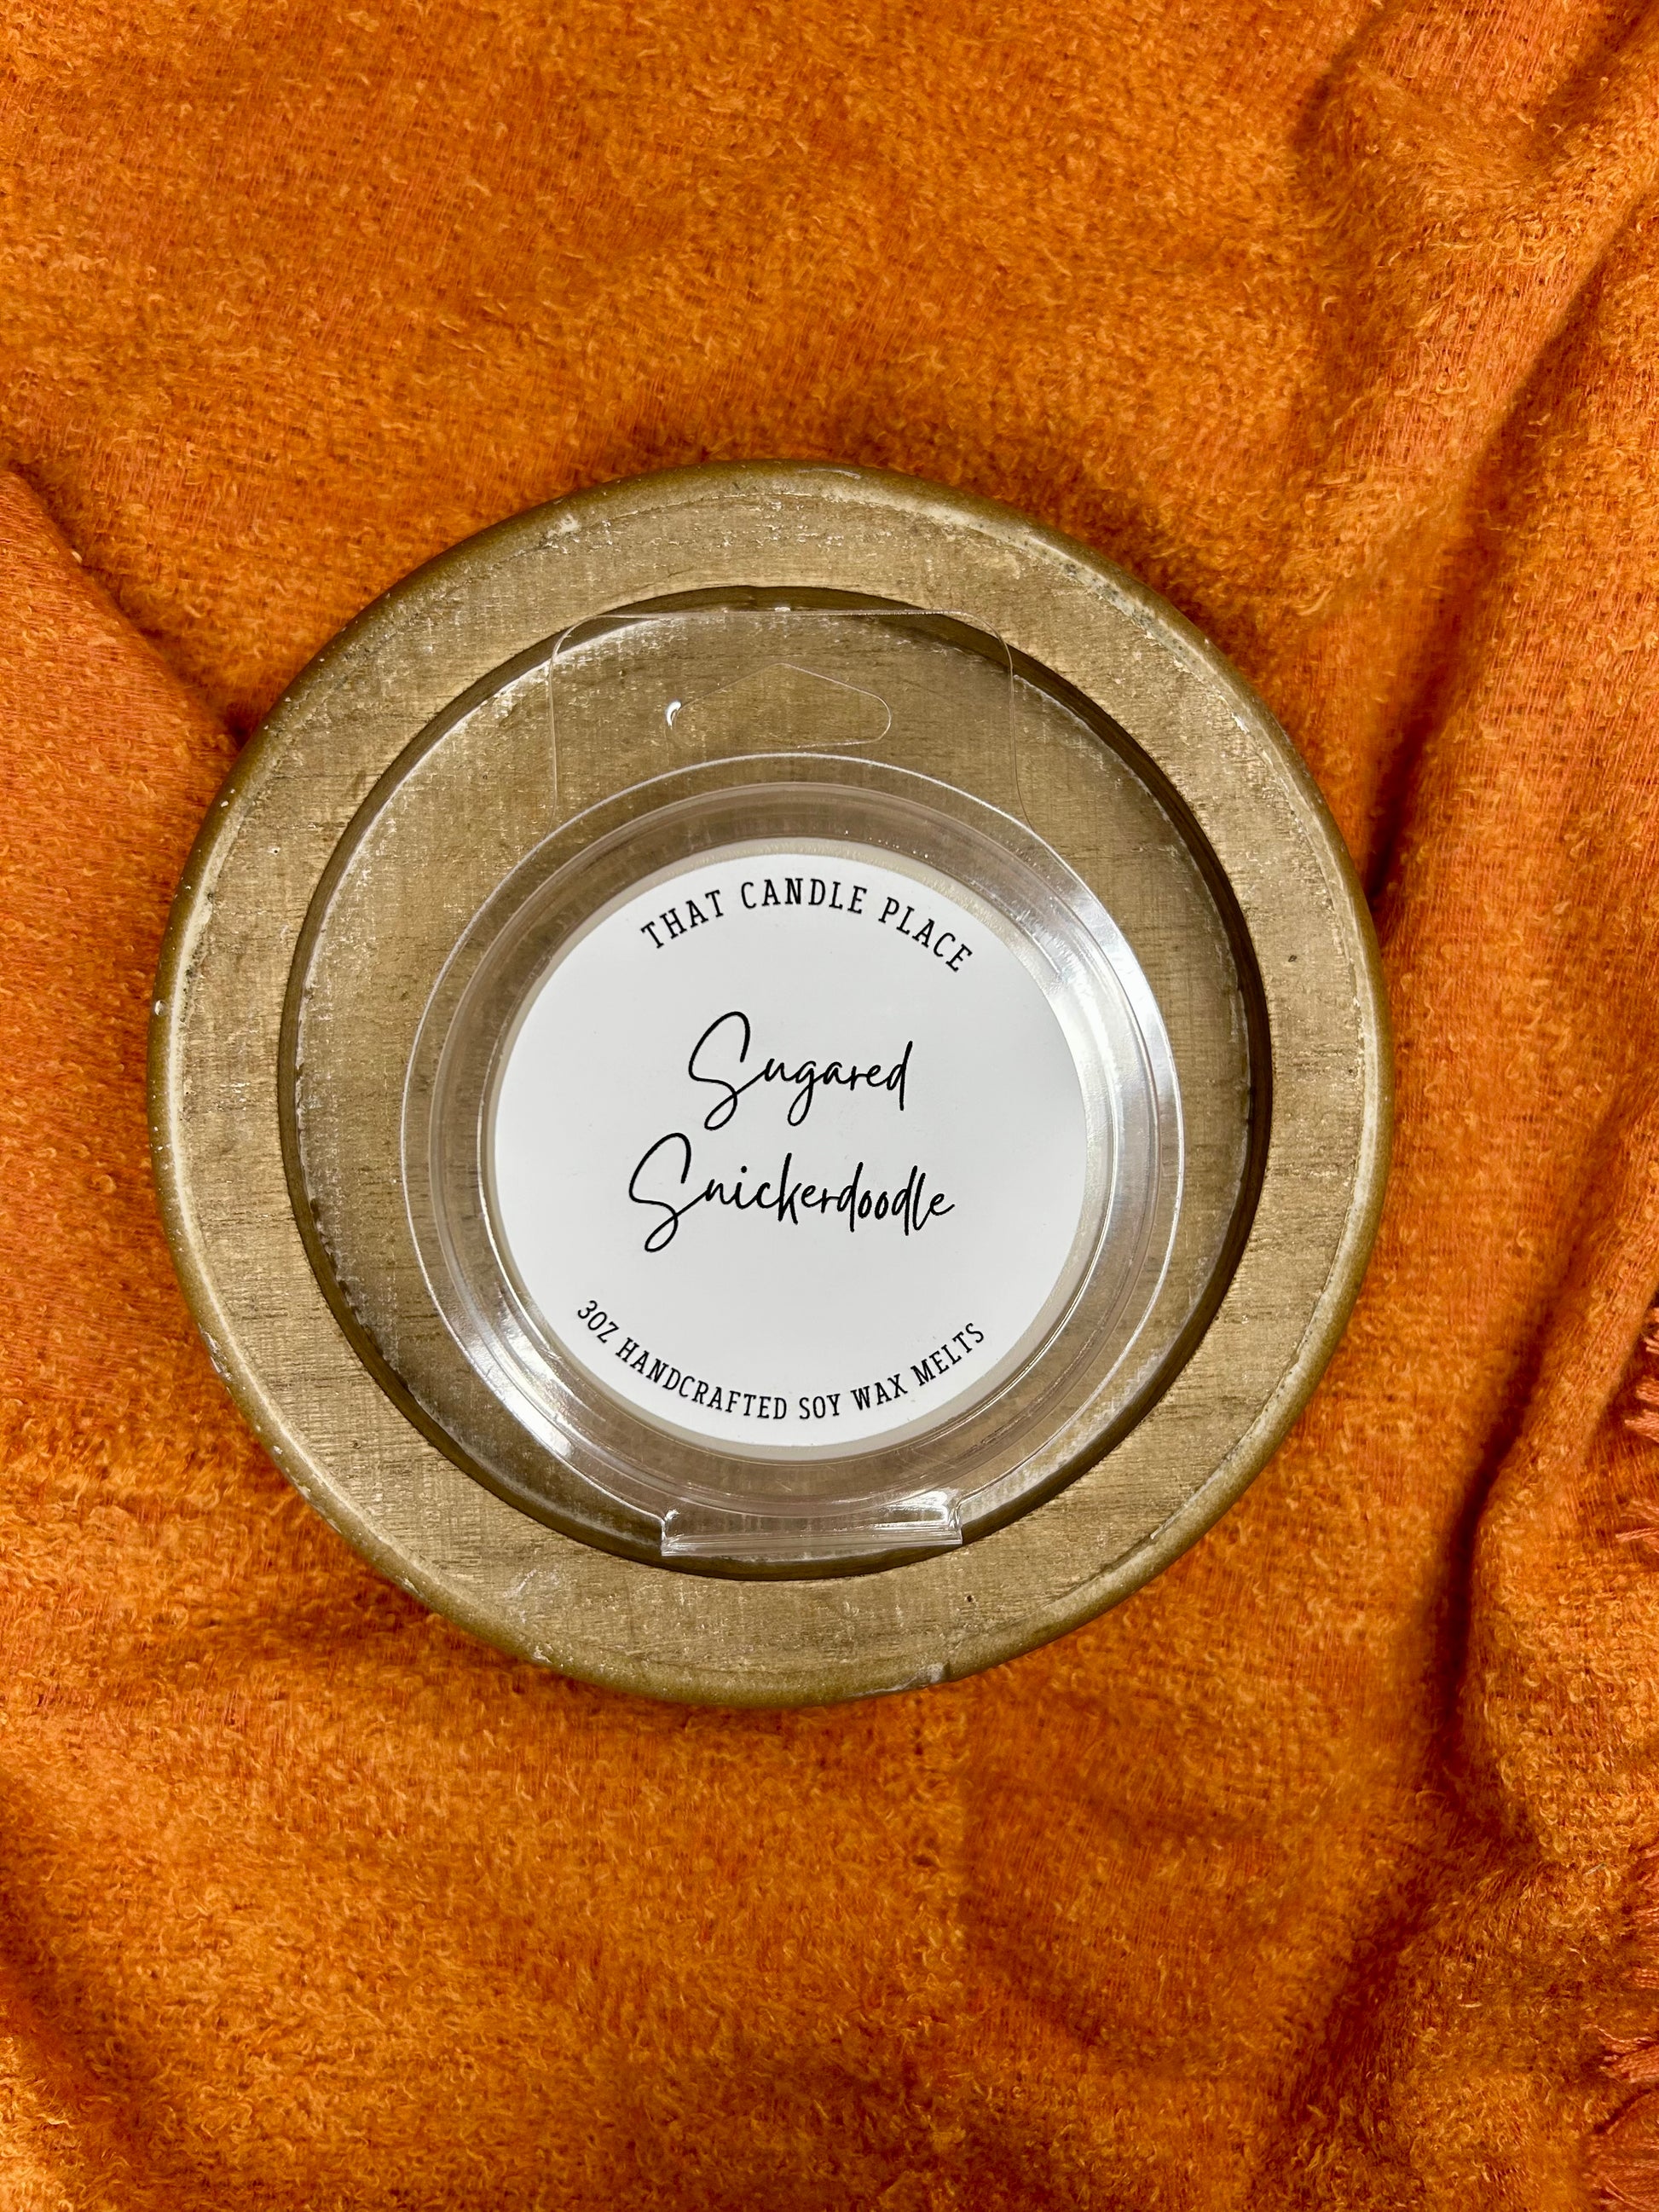 THAT CANDLE PLACE
Sugared
Snickerdoodle
3OZ HANDCRAFTED SOY WAX MELTS